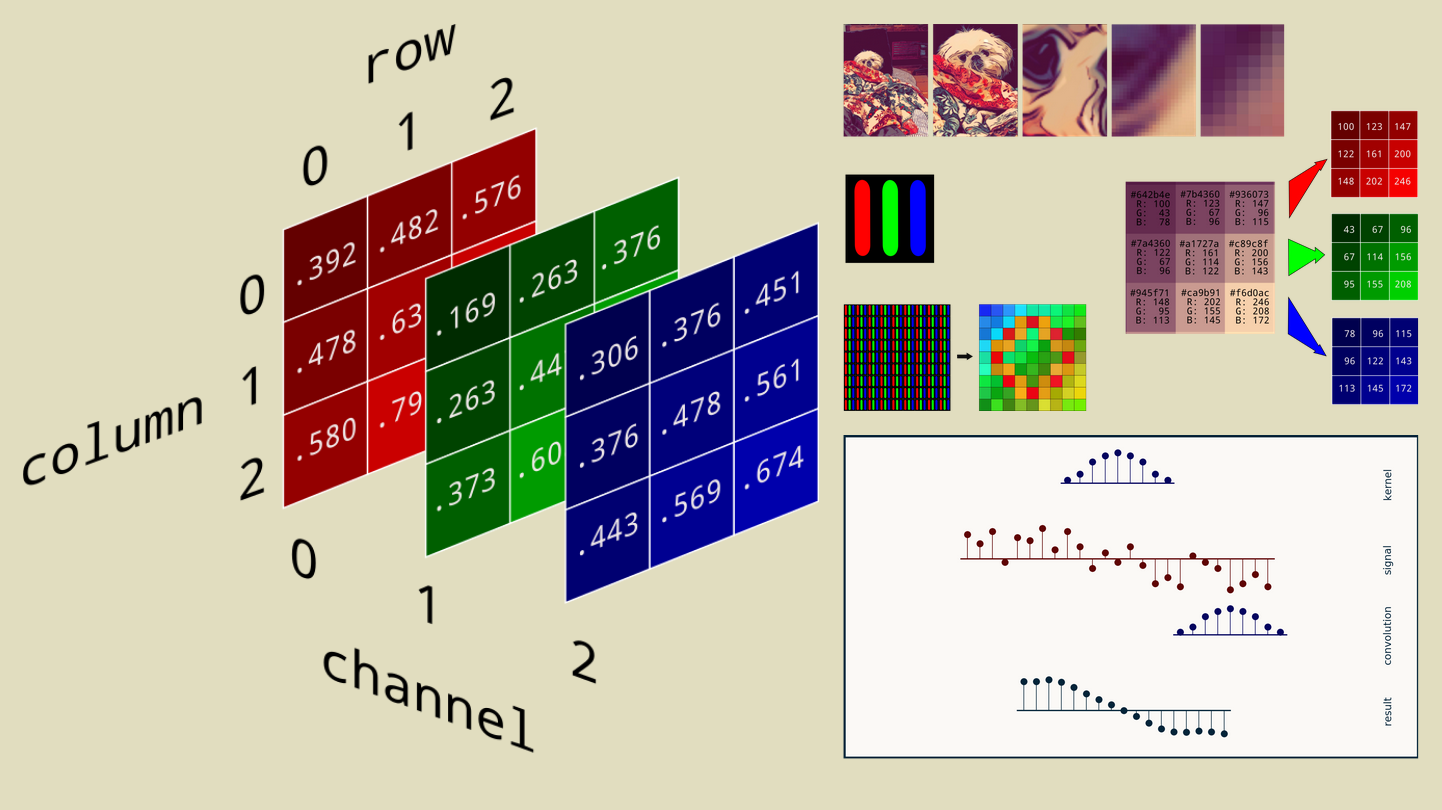 row
0 1 2
0
1
2
column
.392 .482 .576
.478 .63
.580 .79
.169 .263 .376
.263 .44
.373 .60
.306 .376 .451
.376 .478 .561
.443 .569 .674
0
1
2
channel
#642b4e #7b4360 #936073
R: 100 R: 123 R: 147
G: 43 G: 67 G: 96
B: 78 B: 96 B: 115
#7a4360 #a1727a #c89c8f
R: 122 R: 161 R: 200
G: 67 G: 114 G: 156
B: 96 B: 122 B: 143
#945f71 #ca9b91 #f6d0ac
R: 148 R: 202 R: 246
G: 95 G: 155 G: 208
B: 113 B: 145 B: 172
100 123 147
122 161 200
148 202 246
43 67 96
67 114 156
95 155 208
78 96 115
96 122 143
113 145 172
kernel
signal
convolution
result